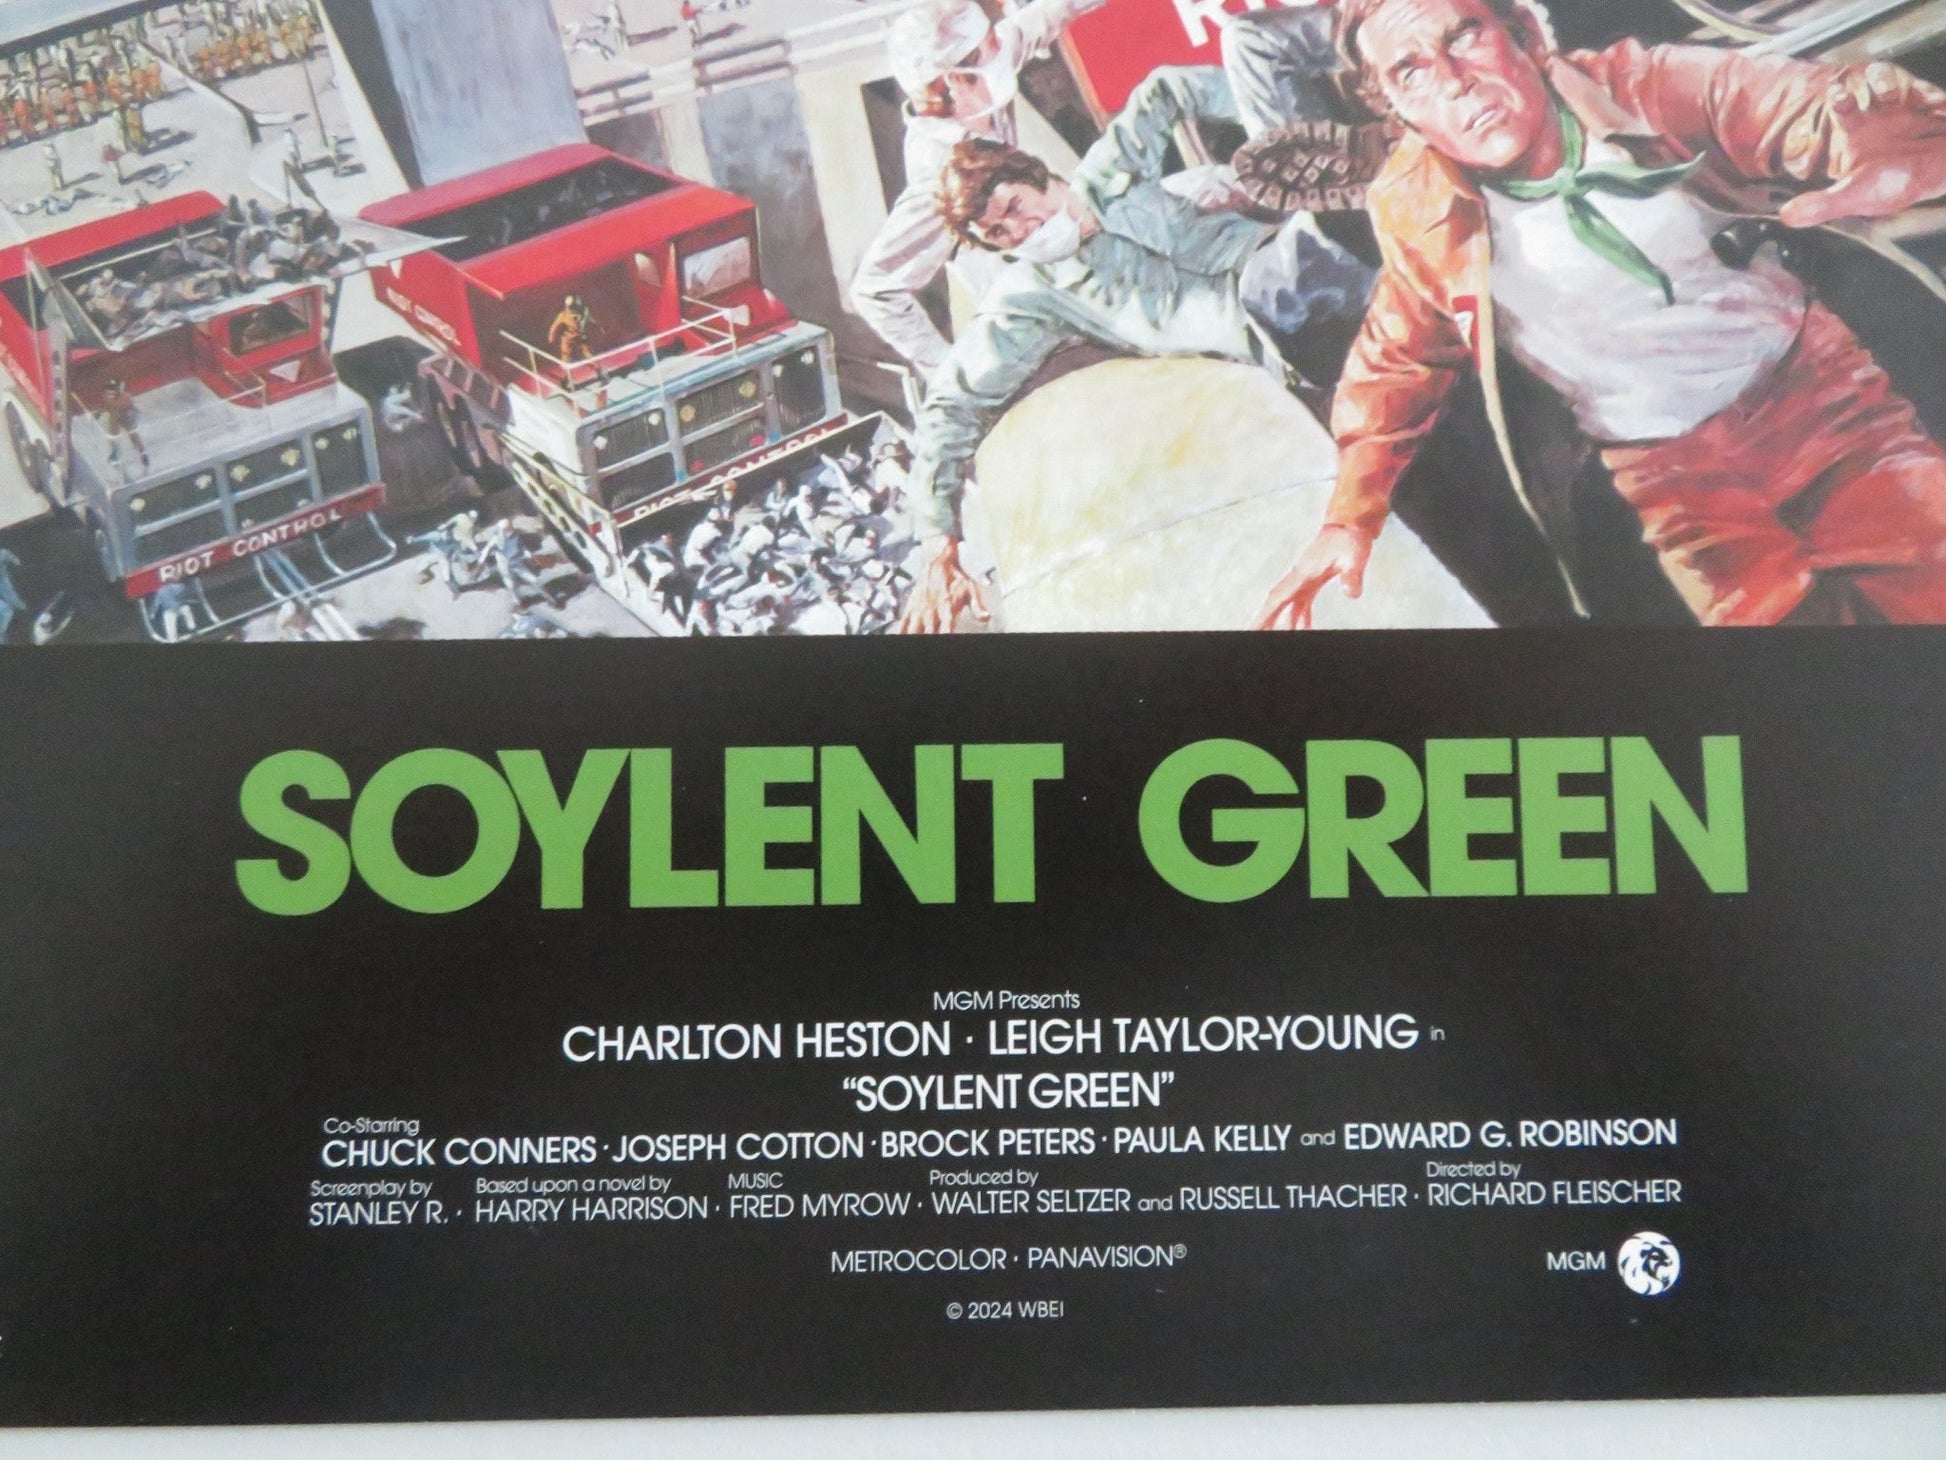 RIOT CONTROL
RIOT CONTROL
RIOT CONTROL
SOYLENT GREEN
MGM Presents
CHARLTON HESTON · LEIGH TAYLOR-YOUNG in
“SOYLENT GREEN”
Co-Starring
CHUCK CONNERS · JOSEPH COTTON · BROCK PETERS · PAULA KELLY and EDWARD G. ROBINSON
Screenplay by Based upon a novel by MUSIC Produced by Directed by
STANLEY R. · HARRY HARRISON · FRED MYROW · WALTER SELTZER and RUSSELL THACHER · RICHARD FLEISCHER
METROCOLOR · PANAVISION®
MGM
© 2024 WBEI